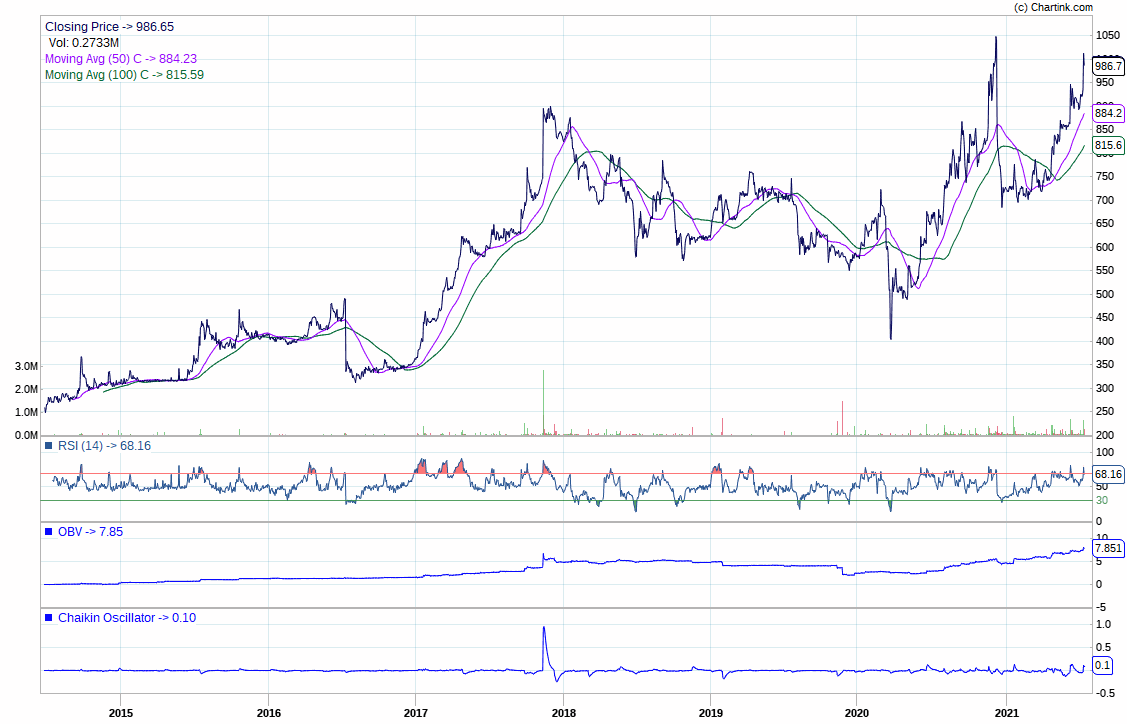 (c) Chartink.com
Closing Price -> 986.65
Vol: 0.2733M
Moving Avg (50) C -> 884.23
Moving Avg (100) C -> 815.59
1050
986.7
950
884.2
850
815.6
750
700
650
600
550
500
450
400
350
300
250
200
3.0M
2.0M
1.0M
0.0M
RSI (14) -> 68.16
100
68.16
50
30
0
OBV -> 7.85
10
7.851
5
0
-5
Chaikin Oscillator -> 0.10
1.0
0.5
0.1
-0.5
2015 2016 2017 2018 2019 2020 2021